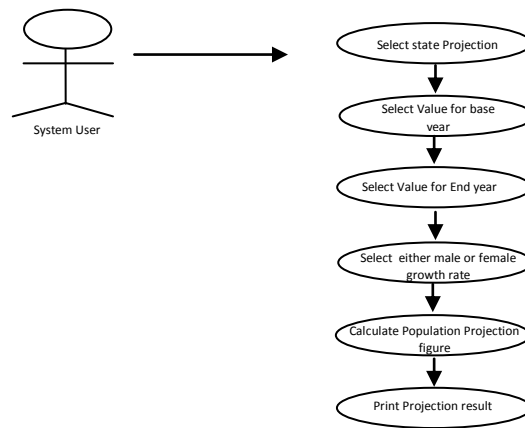 Select state Projection
System User
Select Value for base
year
Select Value for End year
Select either male or female
growth rate
Calculate Population Projection
figure
Print Projection result